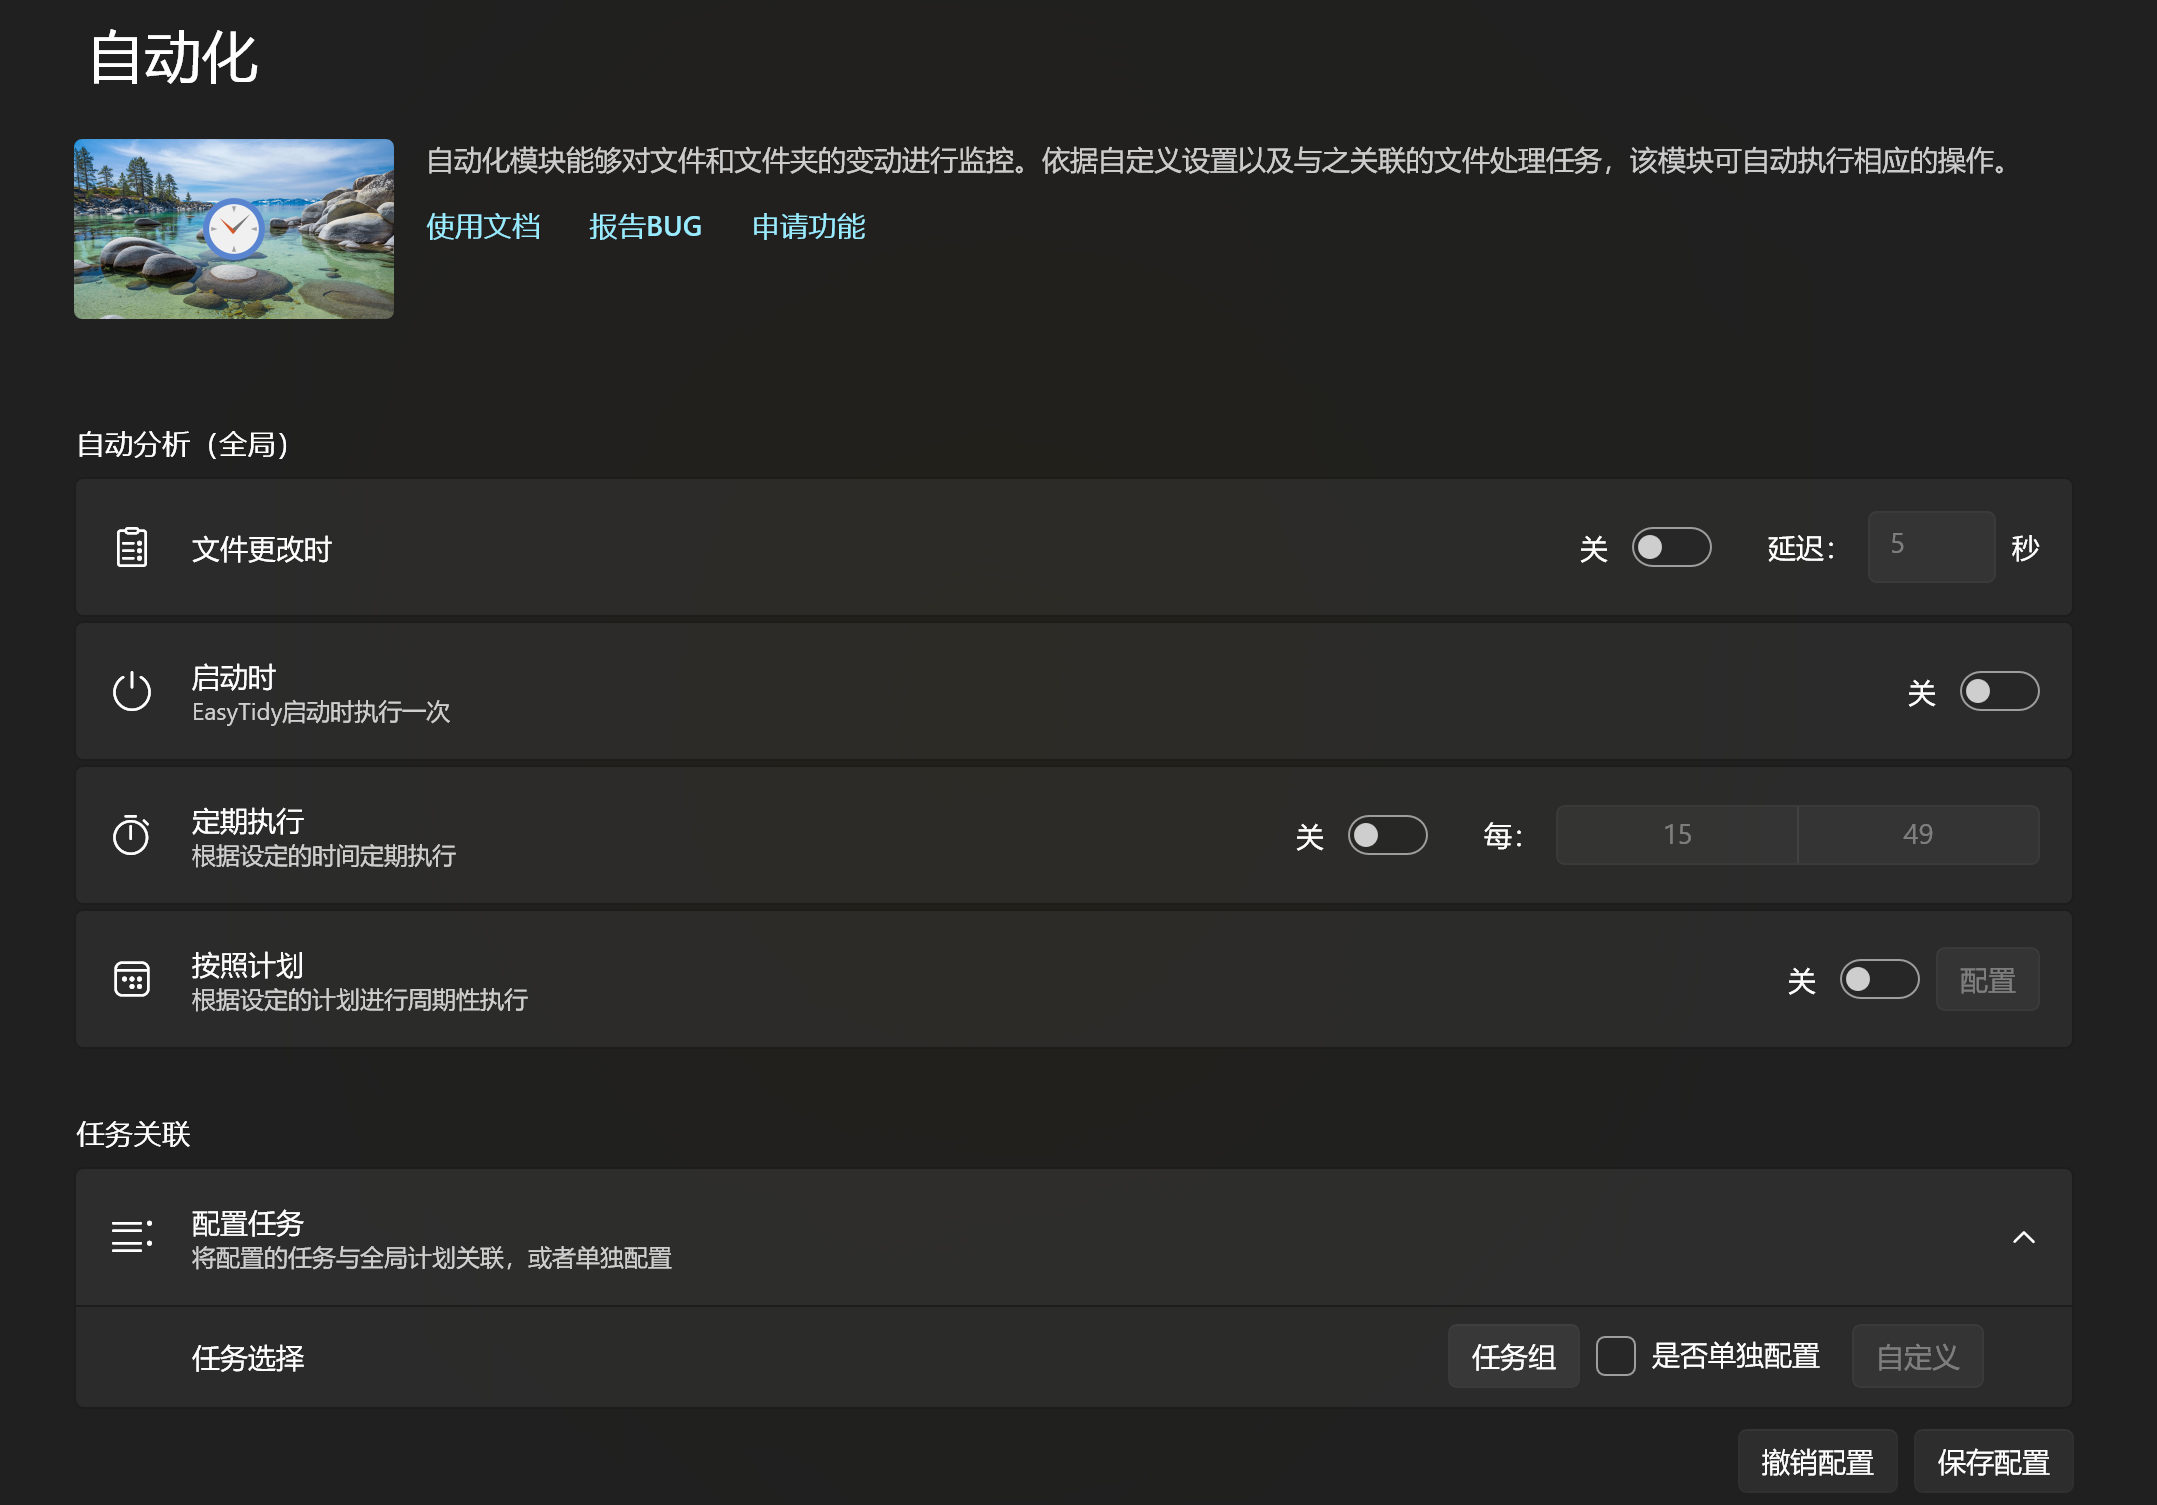 自动化
自动化模块能够对文件和文件夹的变动进行监控。依据自定义设置以及与之关联的文件处理任务，该模块可自动执行相应的操作。
使用文档 报告BUG 申请功能
自动分析（全局）
文件更改时 关 延迟： 5 秒
启动时 关
EasyTidy启动时执行一次
定期执行 关 每： 15 49
根据设定的时间定期执行
按照计划 关 配置
根据设定的计划进行周期性执行
任务关联
配置任务
将配置的任务与全局计划关联，或者单独配置
任务选择 任务组 是否单独配置 自定义
撤销配置 保存配置